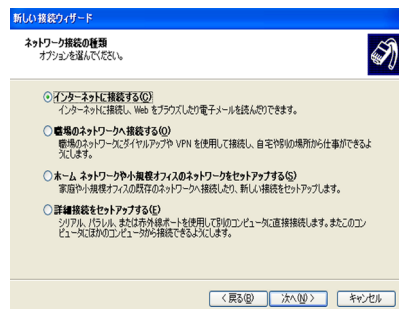 新しい接続ウィザード
ネットワーク接続の種類
オプションを選んでください。
インターネットに接続する(C)
インターネットに接続し、Web をブラウズしたり電子メールを読んだりできます。
職場のネットワークへ接続する(O)
職場のネットワークにダイヤルアップや VPN を使用して接続し、自宅や別の場所から仕事ができるよ
うにします。
ホーム ネットワークや小規模オフィスのネットワークをセットアップする(S)
家庭や小規模オフィスの既存のネットワークへ接続したり、新しい接続をセットアップします。
詳細接続をセットアップする(E)
シリアル、パラレル、または赤外線ポートを使用して別のコンピュータに直接接続します。またこのコン
ピュータにほかのコンピュータから接続できるようにします。
< 戻る(B)
次へ(N) >
キャンセル